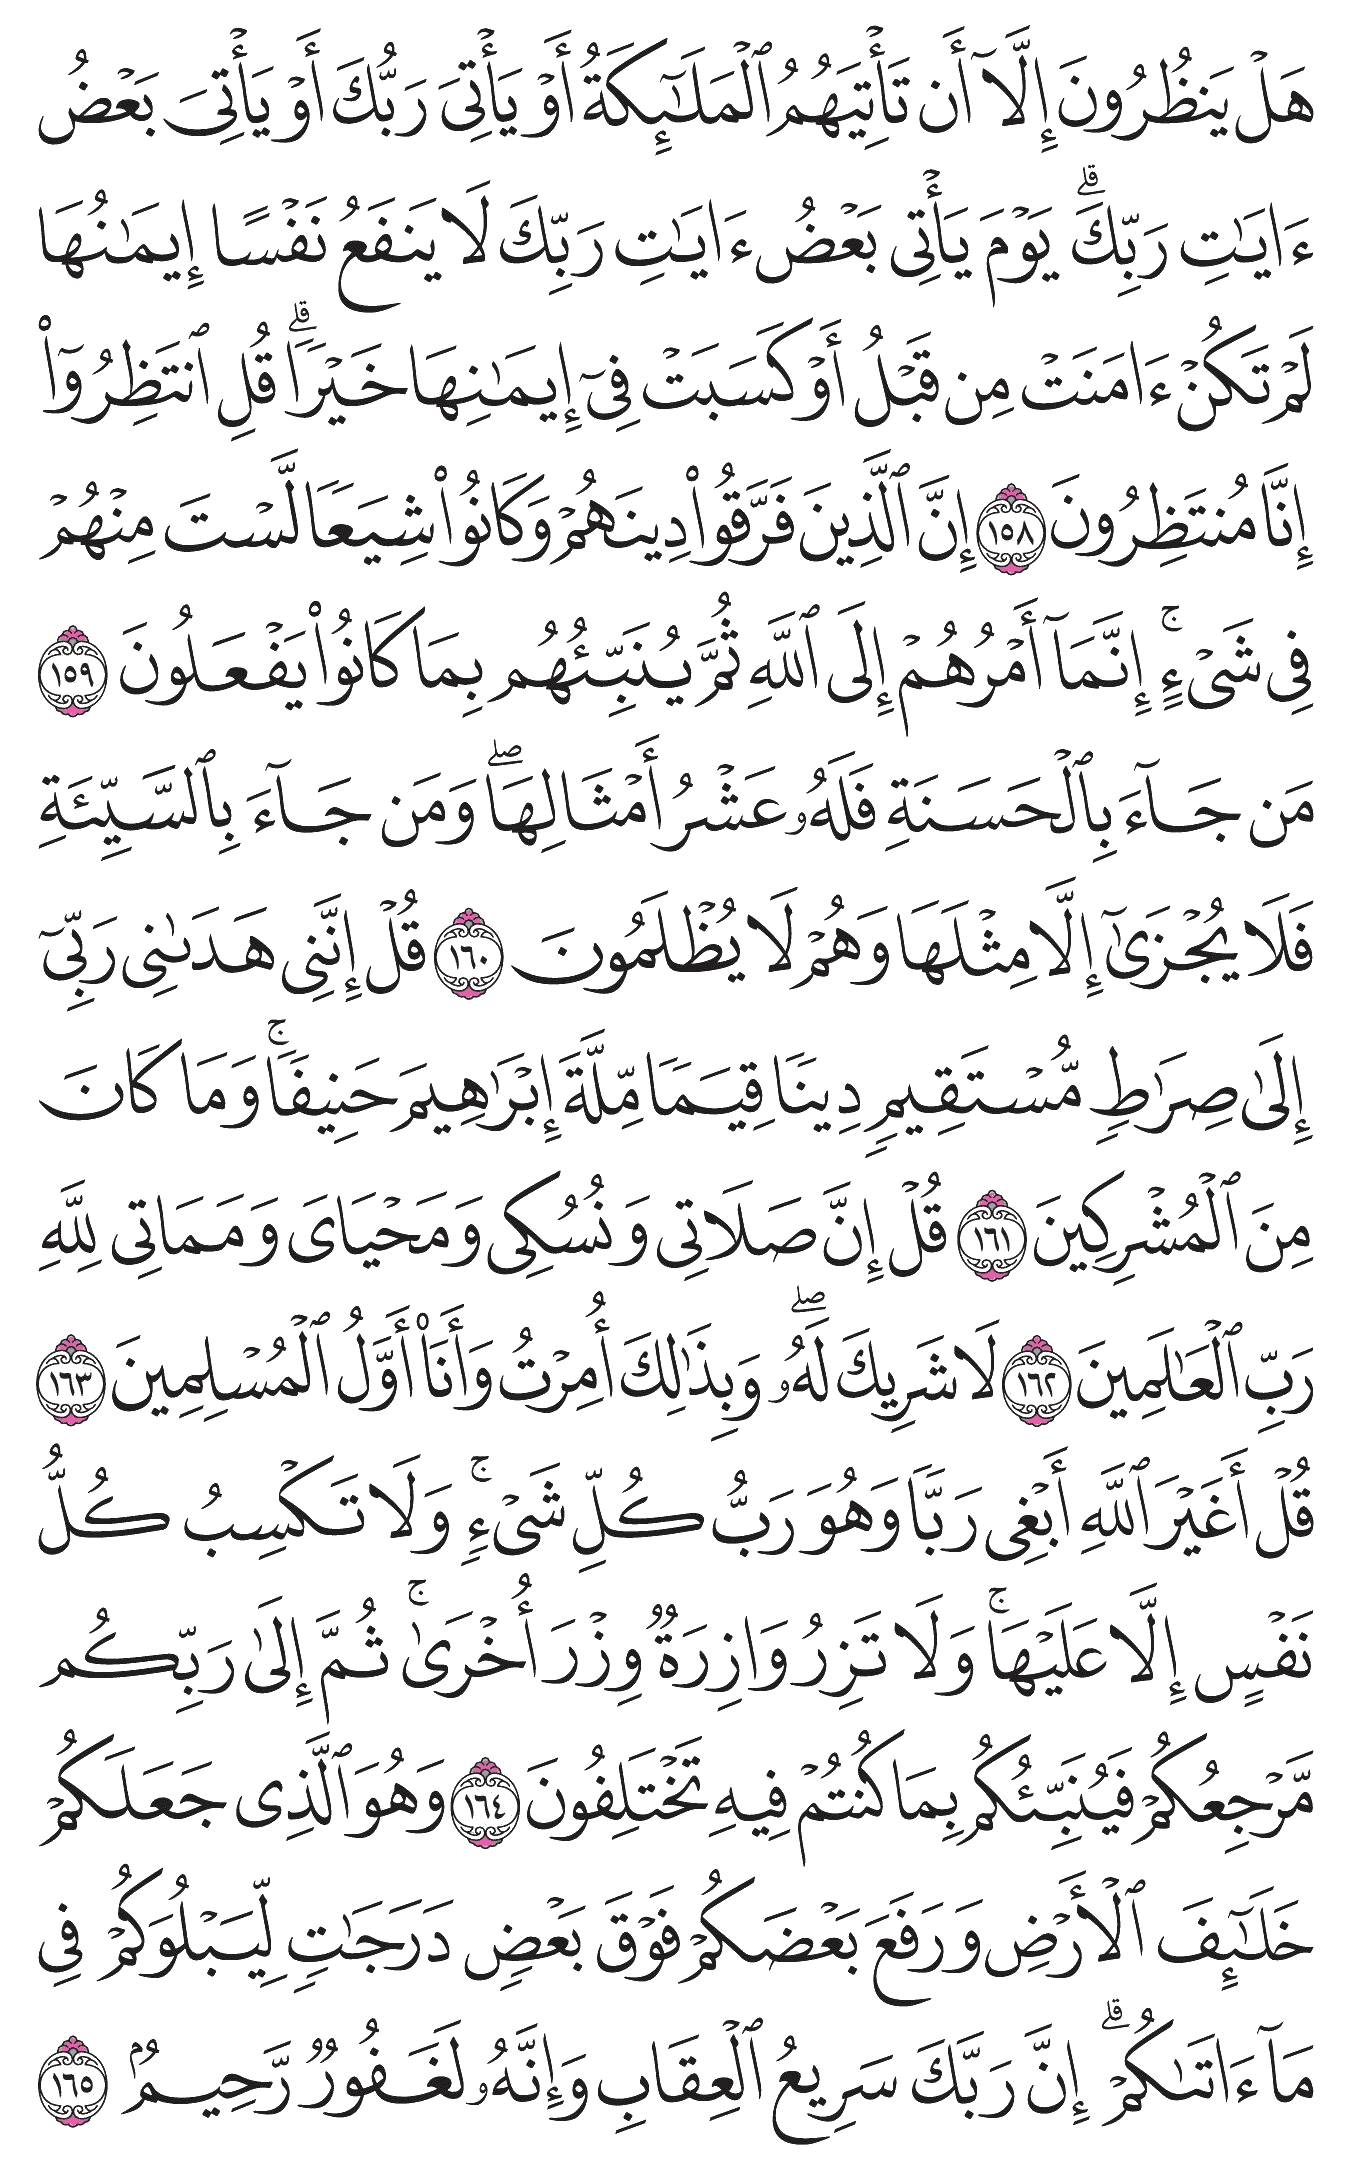 هَلۡ يَنظُرُونَ إِلَّآ أَن تَأۡتِيَهُمُ ٱلۡمَلَٰٓئِكَةُ أَوۡ يَأۡتِيَ رَبُّكَ أَوۡ يَأۡتِيَ بَعۡضُ
ءَايَٰتِ رَبِّكَۗ يَوۡمَ يَأۡتِي بَعۡضُ ءَايَٰتِ رَبِّكَ لَا يَنفَعُ نَفۡسًا إِيمَٰنُهَا
لَمۡ تَكُنۡ ءَامَنَتۡ مِن قَبۡلُ أَوۡ كَسَبَتۡ فِيٓ إِيمَٰنِهَا خَيۡرٗاۗ قُلِ ٱنتَظِرُوٓاْ
إِنَّا مُنتَظِرُونَ ١٥٨ إِنَّ ٱلَّذِينَ فَرَّقُواْ دِينَهُمۡ وَكَانُواْ شِيَعٗا لَّسۡتَ مِنۡهُمۡ
فِي شَيۡءٍۚ إِنَّمَآ أَمۡرُهُمۡ إِلَى ٱللَّهِ ثُمَّ يُنَبِّئُهُم بِمَا كَانُواْ يَفۡعَلُونَ ١٥٩
مَن جَآءَ بِٱلۡحَسَنَةِ فَلَهُۥ عَشۡرُ أَمۡثَالِهَاۖ وَمَن جَآءَ بِٱلسَّيِّئَةِ
فَلَا يُجۡزَىٰٓ إِلَّا مِثۡلَهَا وَهُمۡ لَا يُظۡلَمُونَ ١٦٠ قُلۡ إِنَّنِي هَدَىٰنِي رَبِّيٓ
إِلَىٰ صِرَٰطٖ مُّسۡتَقِيمٖ دِينٗا قِيَمٗا مِّلَّةَ إِبۡرَٰهِيمَ حَنِيفٗاۚ وَمَا كَانَ
مِنَ ٱلۡمُشۡرِكِينَ ١٦١ قُلۡ إِنَّ صَلَاتِي وَنُسُكِي وَمَحۡيَايَ وَمَمَاتِي لِلَّهِ
رَبِّ ٱلۡعَٰلَمِينَ ١٦٢ لَا شَرِيكَ لَهُۥۖ وَبِذَٰلِكَ أُمِرۡتُ وَأَنَا۠ أَوَّلُ ٱلۡمُسۡلِمِينَ ١٦٣
قُلۡ أَغَيۡرَ ٱللَّهِ أَبۡغِي رَبّٗا وَهُوَ رَبُّ كُلِّ شَيۡءٖۚ وَلَا تَكۡسِبُ كُلُّ
نَفۡسٍ إِلَّا عَلَيۡهَاۚ وَلَا تَزِرُ وَازِرَةٞ وِزۡرَ أُخۡرَىٰۚ ثُمَّ إِلَىٰ رَبِّكُم
مَّرۡجِعُكُمۡ فَيُنَبِّئُكُم بِمَا كُنتُمۡ فِيهِ تَخۡتَلِفُونَ ١٦٤ وَهُوَ ٱلَّذِي جَعَلَكُمۡ
خَلَٰٓئِفَ ٱلۡأَرۡضِ وَرَفَعَ بَعۡضَكُمۡ فَوۡقَ بَعۡضٖ دَرَجَٰتٖ لِّيَبۡلُوَكُمۡ فِي
مَآ ءَاتَىٰكُمۡۗ إِنَّ رَبَّكَ سَرِيعُ ٱلۡعِقَابِ وَإِنَّهُۥ لَغَفُورٞ رَّحِيمُۢ ١٦٥